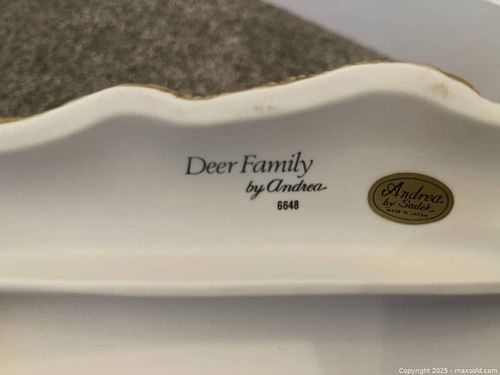 Deer Family
by Andrea
6648
Andrea
by Sadek
MADE IN JAPAN
Copyright © 2025 - maxsold.com